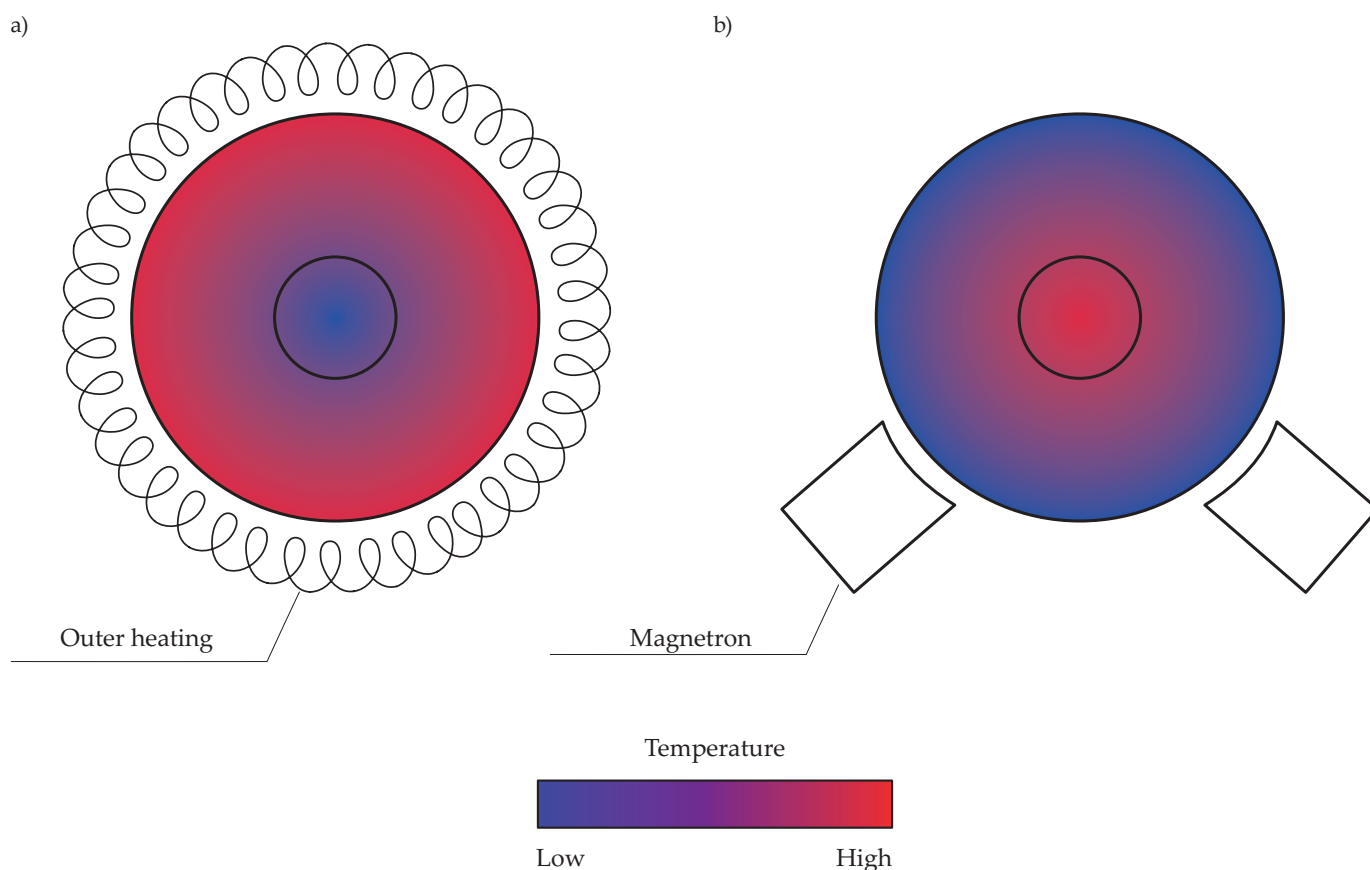 a)
b)
Outer heating
Magnetron
Temperature
Low
High